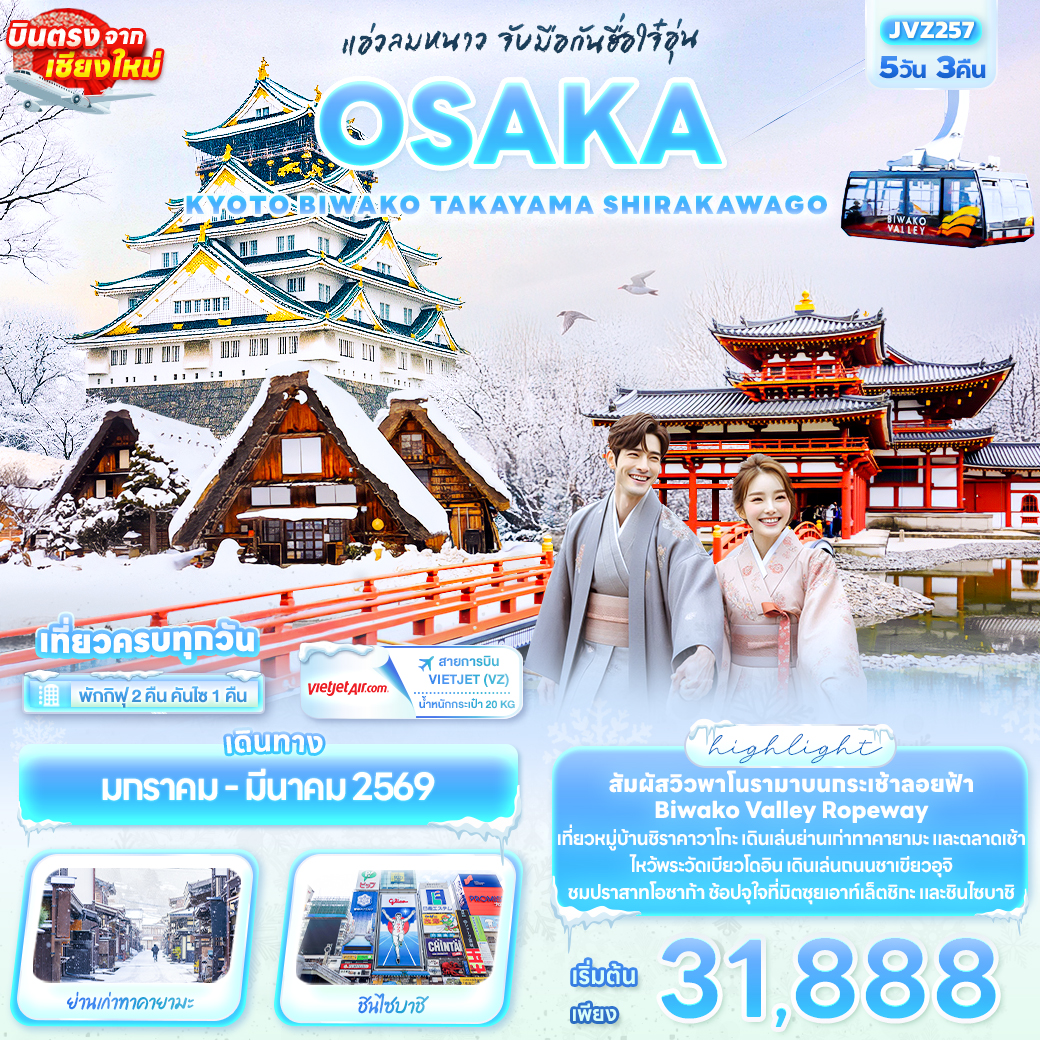 บินตรง จาก
เชียงใหม่
แอ่วลมหนาว จับมือกันฮื่อใจ๋อุ่น
JVZ257
5วัน 3คืน
OSAKA
KYOTO BIWAKO TAKAYAMA SHIRAKAWAGO
BIWAKO
VALLEY
เที่ยวครบทุกวัน
พักกิฟุ 2 คืน คันไซ 1 คืน
vietjetAir.com
สายการบิน
VIETJET (VZ)
น้ำหนักกระเป๋า 20 KG
เดินทาง
มกราคม - มีนาคม 2569
highlight
สัมผัสวิวพาโนรามาบนกระเช้าลอยฟ้า
Biwako Valley Ropeway
เที่ยวหมู่บ้านชิราคาวาโกะ เดินเล่นย่านเก่าทาคายามะ และตลาดเช้า
ไหว้พระวัดเบียวโดอิน เดินเล่นถนนชาเขียวอุจิ
ชมปราสาทโอซาก้า ช้อปจุใจที่มิตซุยเอาท์เล็ตชิกะ และชินไซบาชิ
ย่านเก่าทาคายามะ
Glico
CHINTAI
ชินไซบาชิ
เริ่มต้น
เพียง
31,888